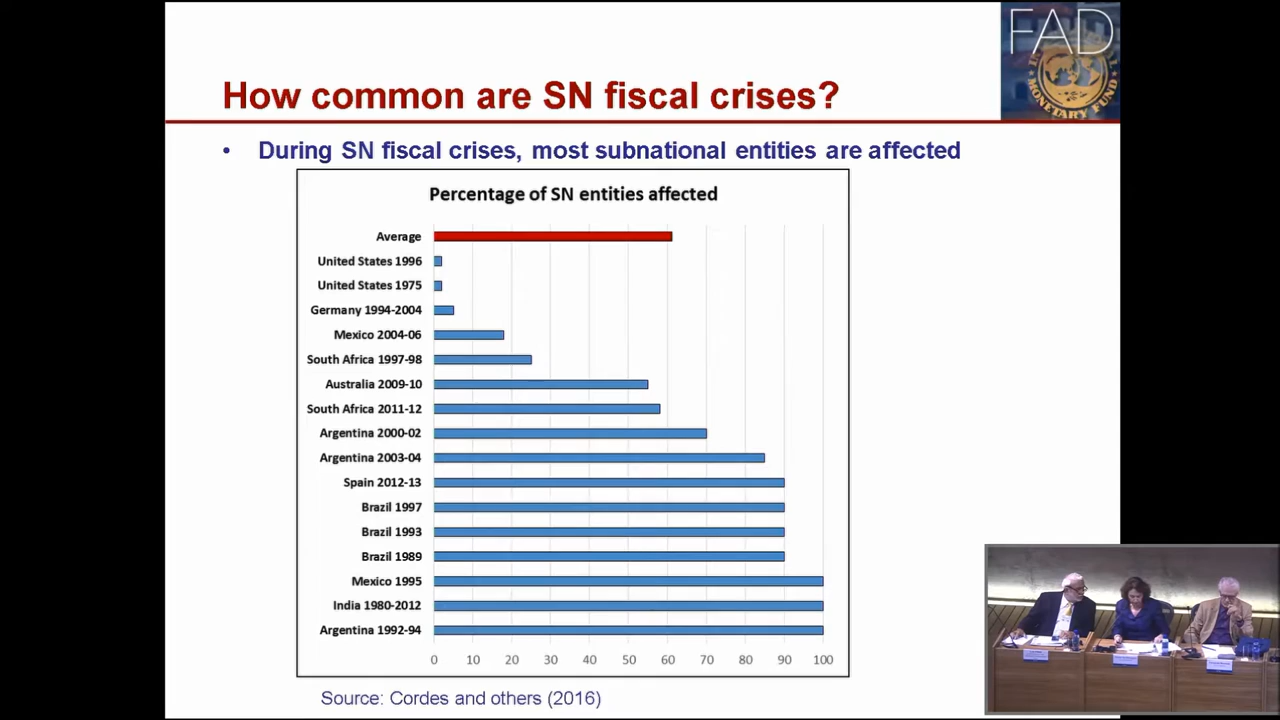 FAD
INTERNATIONAL MONETARY FUND
How common are SN fiscal crises?
• During SN fiscal crises, most subnational entities are affected
Percentage of SN entities affected
Average
United States 1996
United States 1975
Germany 1994-2004
Mexico 2004-06
South Africa 1997-98
Australia 2009-10
South Africa 2011-12
Argentina 2000-02
Argentina 2003-04
Spain 2012-13
Brazil 1997
Brazil 1993
Brazil 1989
Mexico 1995
India 1980-2012
Argentina 1992-94
0 10 20 30 40 50 60 70 80 90 100
Source: Cordes and others (2016)